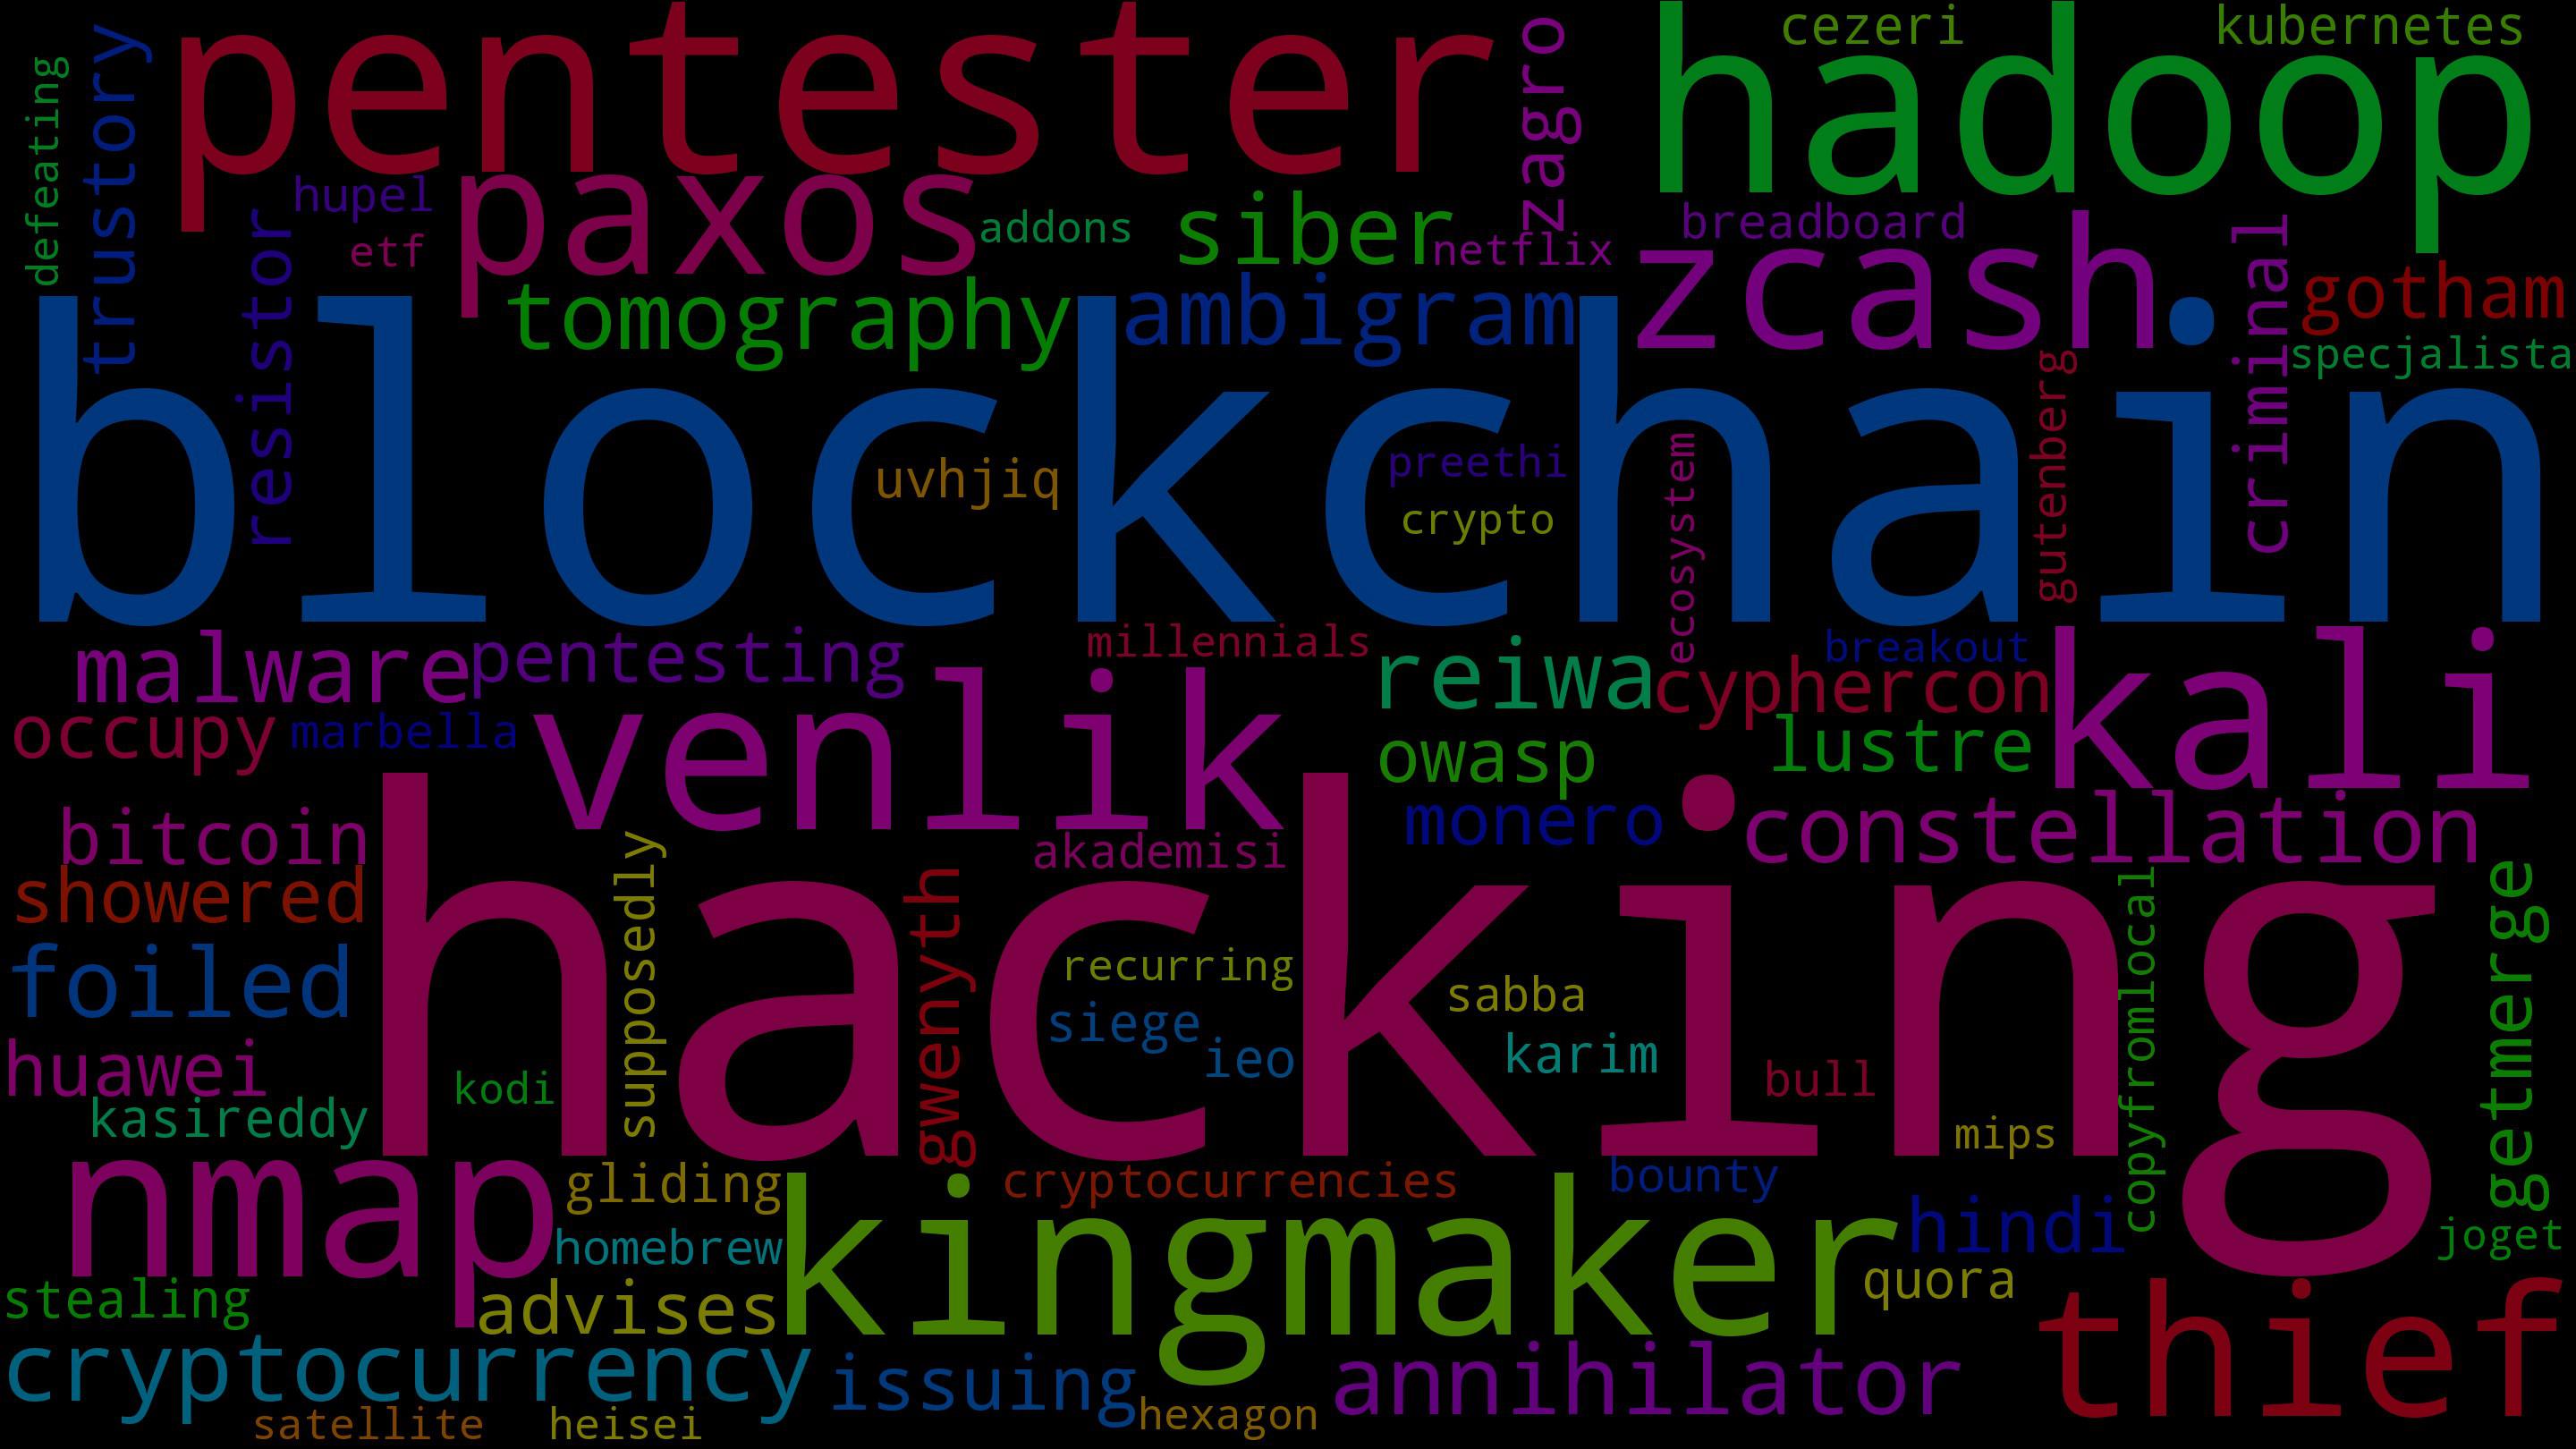 pentester
hadoop
cezeri
kubernetes
zagro
defeating
trustory
hupel
paxos
addons
siber
netflix
breadboard
zcash
criminal
gotham
etf
resistor
tomography
ambigram
specjalista
blockchain
uvhjiq
preethi
crypto
ecosystem
gutenberg
malware
pentesting
millennials
reiwa
cyphercon
breakout
kali
occupy
marbella
venlik
owasp
lustre
bitcoin
akademisi
monero
constellation
showered
hacking
supposedly
gwenyth
copyfromlocal
getmerge
foiled
recurring
siege
ieo
sabba
karim
huawei
kodi
bull
kasireddy
mips
nmap
gliding
cryptocurrencies
bounty
homebrew
kingmaker
hindi
joget
stealing
advises
quora
thief
cryptocurrency
issuing
annihilator
satellite
heisei
hexagon